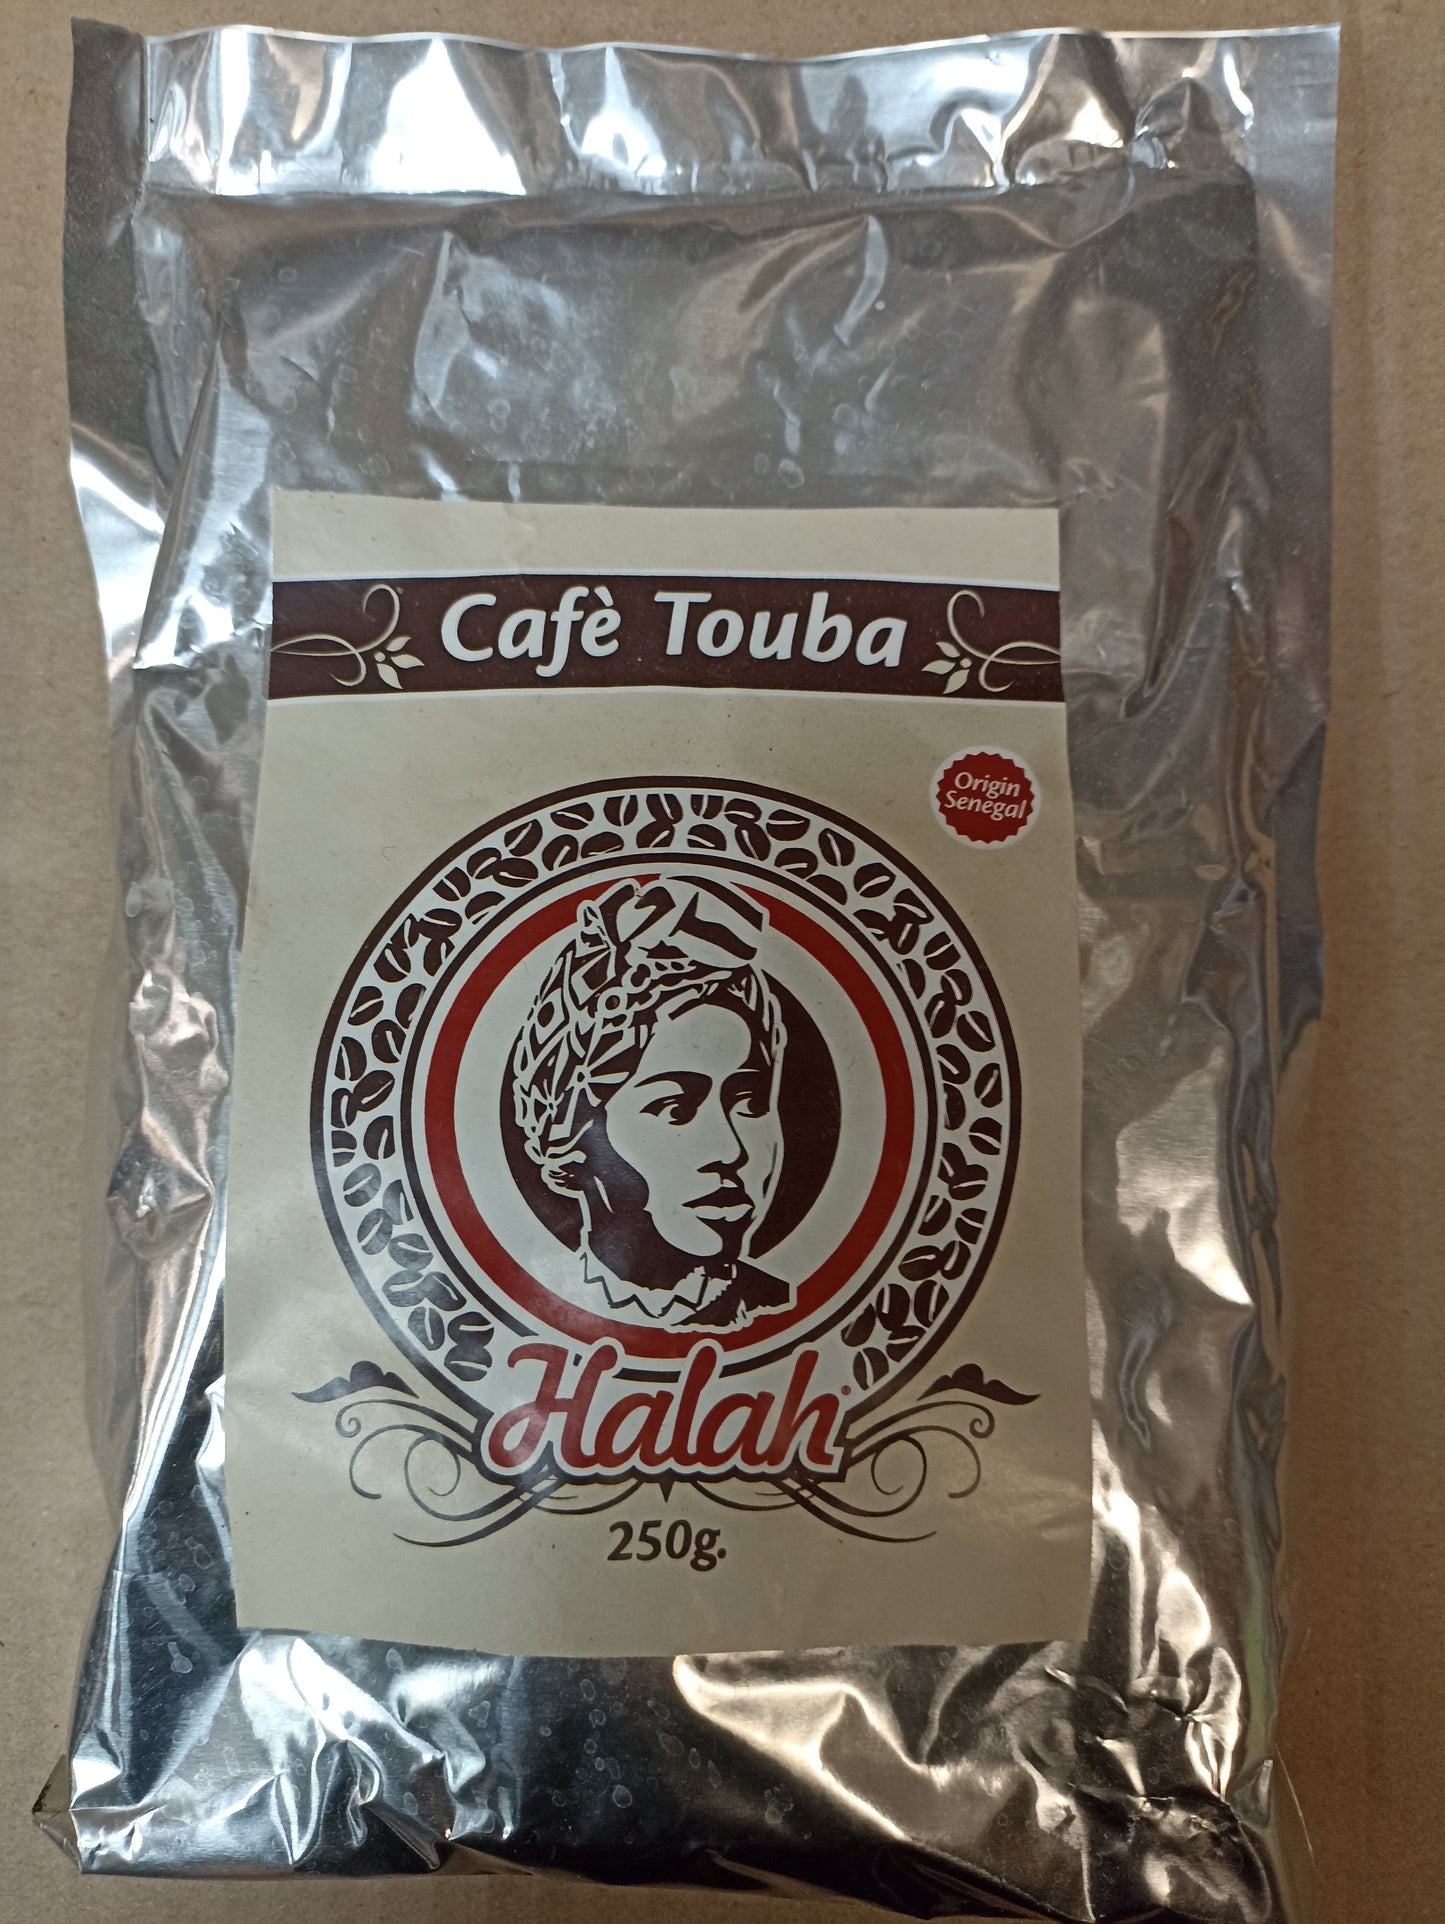 Cafè Touba
Origin
Senegal
Halah
250g.